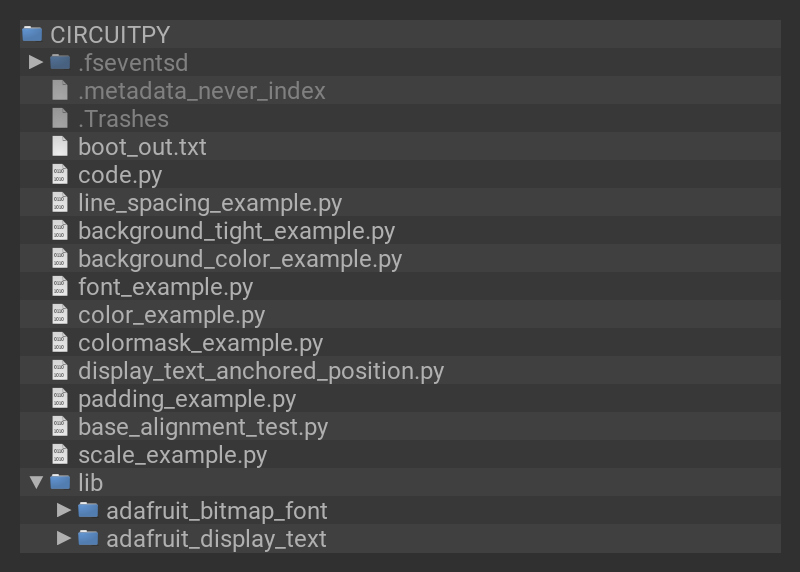 CIRCUITPY
.fseventsd
.metadata_never_index
.Trashes
boot_out.txt
code.py
line_spacing_example.py
background_tight_example.py
background_color_example.py
font_example.py
color_example.py
colormask_example.py
display_text_anchored_position.py
padding_example.py
base_alignment_test.py
scale_example.py
lib
adafruit_bitmap_font
adafruit_display_text